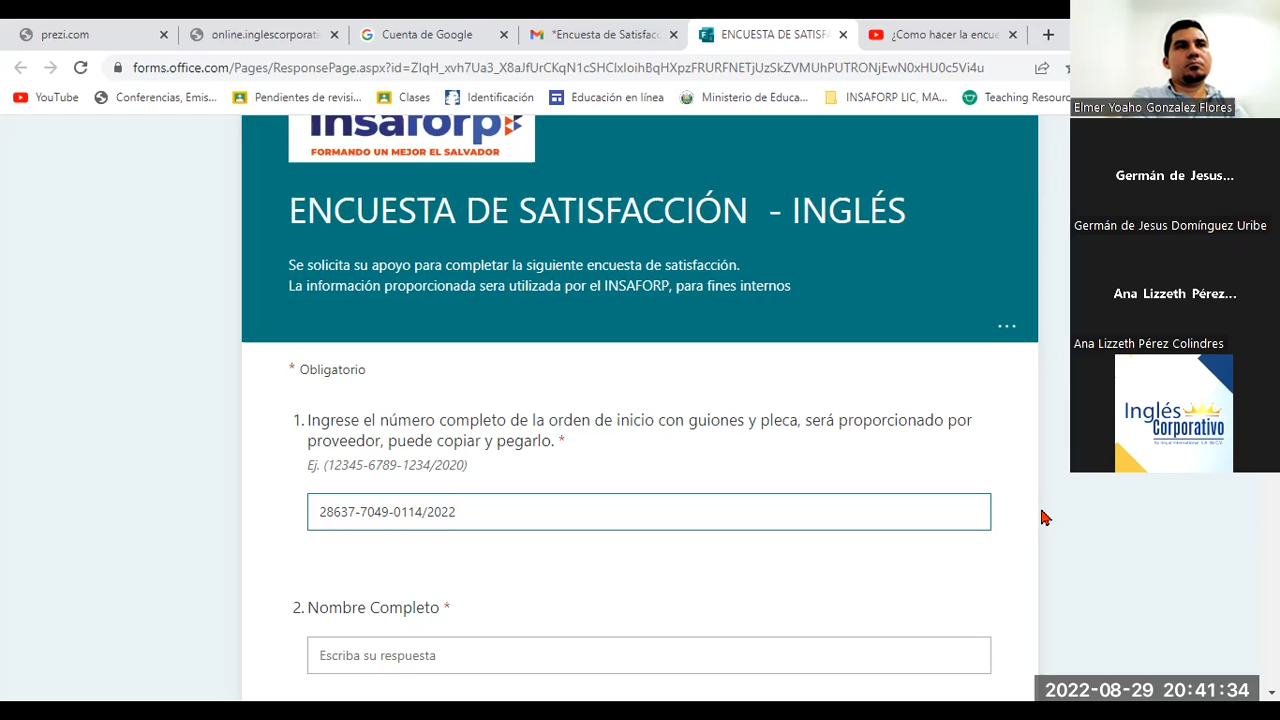 prezi.com
online.inglescorporati
Cuenta de Google
*Encuesta de Satisfacc
ENCUESTA DE SATISFA
¿Como hacer la encue
forms.office.com/Pages/ResponsePage.aspx?id=ZIqH_xvh7Ua3_X8aJfUrCKqN1cSHCIxIoihBqHXpzFRURFNETjUzSkZVMUhPUTRONjEwN0xHU0c5Vi4u
YouTube
Conferencias, Emis...
Pendientes de revisi...
Clases
Identificación
Educación en línea
Ministerio de Educa...
INSAFORP LIC, MA...
Teaching Resourc
insaforp
FORMANDO UN MEJOR EL SALVADOR
ENCUESTA DE SATISFACCIÓN - INGLÉS
Se solicita su apoyo para completar la siguiente encuesta de satisfacción.
La información proporcionada sera utilizada por el INSAFORP, para fines internos
...
* Obligatorio
1. Ingrese el número completo de la orden de inicio con guiones y pleca, será proporcionado por
proveedor, puede copiar y pegarlo. *
Ej. (12345-6789-1234/2020)
28637-7049-0114/2022
2. Nombre Completo *
Escriba su respuesta
Elmer Yoaho Gonzalez Flores
Germán de Jesus...
Germán de Jesus Domínguez Uribe
Ana Lizzeth Pérez...
Ana Lizzeth Pérez Colindres
Inglés
Corporativo
2022-08-29 20:41:34